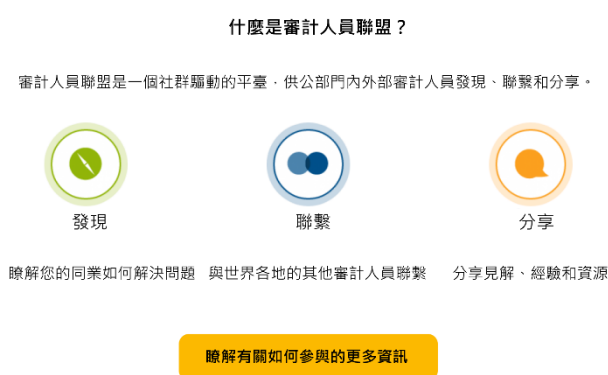 什麼是審計人員聯盟？
審計人員聯盟是一個社群驅動的平臺，供公部門內外部審計人員發現、聯繫和分享。
發現 聯繫 分享
瞭解您的同業如何解決問題 與世界各地的其他審計人員聯繫 分享見解、經驗和資源
瞭解有關如何參與的更多資訊